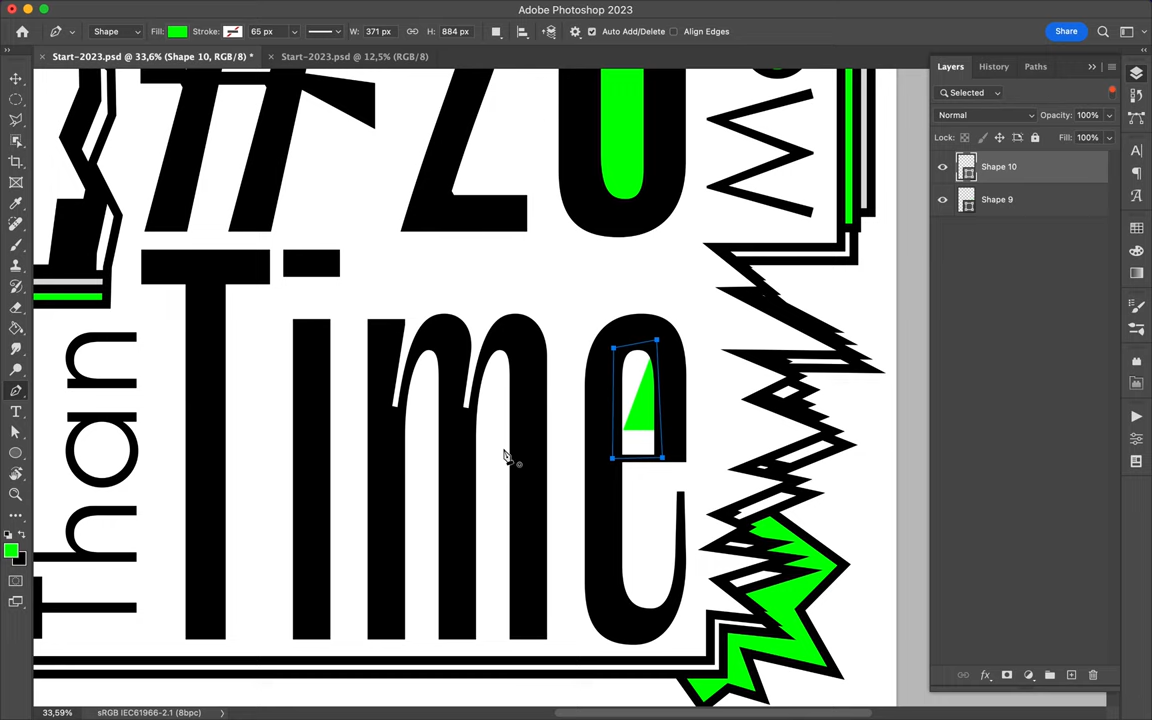 Adobe Photoshop 2023
Shape Fill: Stroke: 65 px W: 371 px H: 884 px Auto Add/Delete Align Edges Share
Start-2023.psd @ 33,6% (Shape 10, RGB/8) * Start-2023.psd @ 12,5% (RGB/8)
Layers History Paths
Selected
Normal Opacity: 100%
Lock: Fill: 100%
Shape 10
Shape 9
#20
Than
Time
33,59% sRGB IEC61966-2.1 (8bpc)